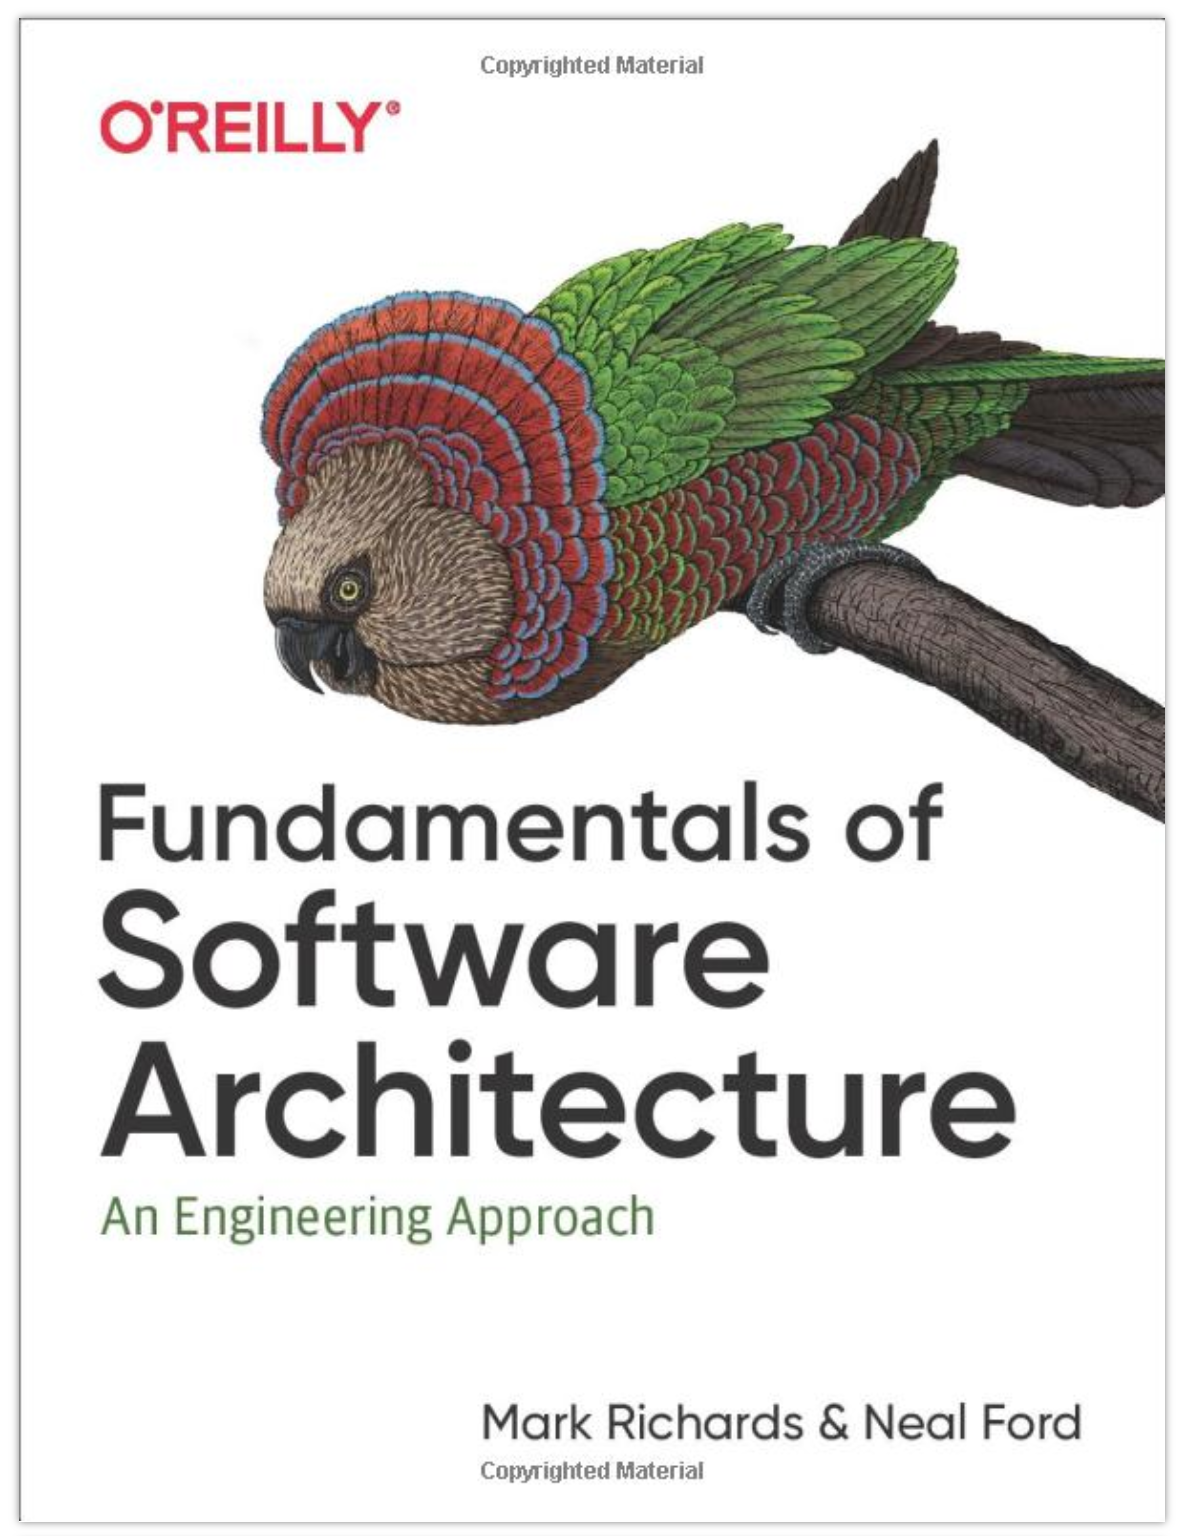 Copyrighted Material
O'REILLY®
Fundamentals of
Software
Architecture
An Engineering Approach
Mark Richards & Neal Ford
Copyrighted Material